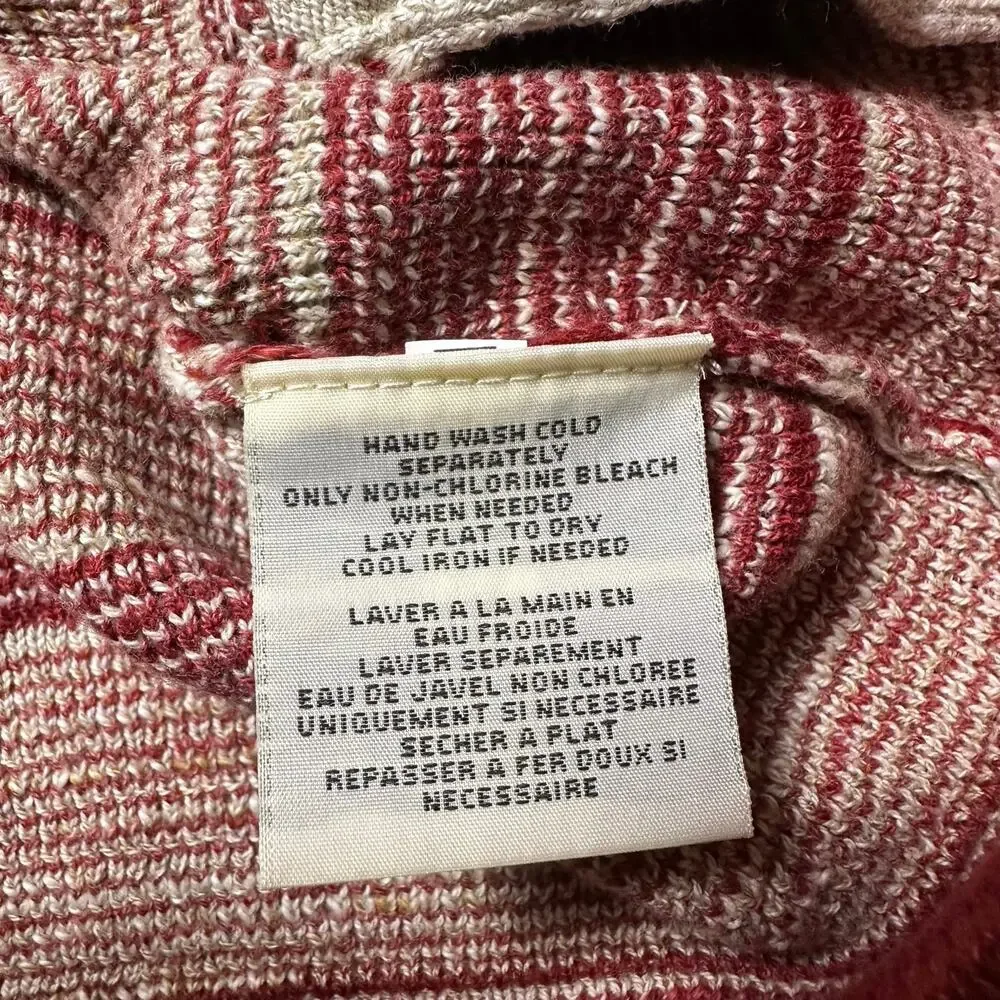 HAND WASH COLD
SEPARATELY
ONLY NON-CHLORINE BLEACH
WHEN NEEDED
LAY FLAT TO DRY
COOL IRON IF NEEDED
LAVER A LA MAIN EN
EAU FROIDE
LAVER SEPAREMENT
EAU DE JAVEL NON CHLOREE
UNIQUEMENT SI NECESSAIRE
SECHER A PLAT
REPASSER A FER DOUX SI
NECESSAIRE